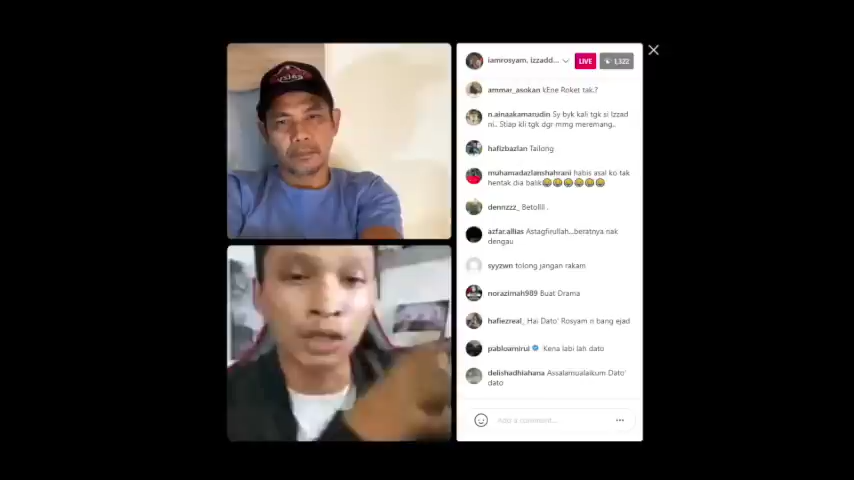 iamrosyam, izzadd...
LIVE
1,322
ammar_asokan kEne Roket tak.?
n.ainaakamarudin Sy byk kali tgk si Izzad
ni.. Stiap kli tgk dgr mmg meremang..
hafizbazlan Tailong
muhamadazlanshahrani habis asal ko tak
hentak dia balik😂😂😂😂😂😂
dennzzz_ Betollll .
azfar.allias Astagfirullah...beratnya nak
dengau
syyzwn tolong jangan rakam
norazimah989 Buat Drama
hafiezreal_ Hai Dato' Rosyam n bang ejad
pabloamirul Kena labi lah dato
delishadhiahana Assalamualaikum Dato'
dato
Add a comment...